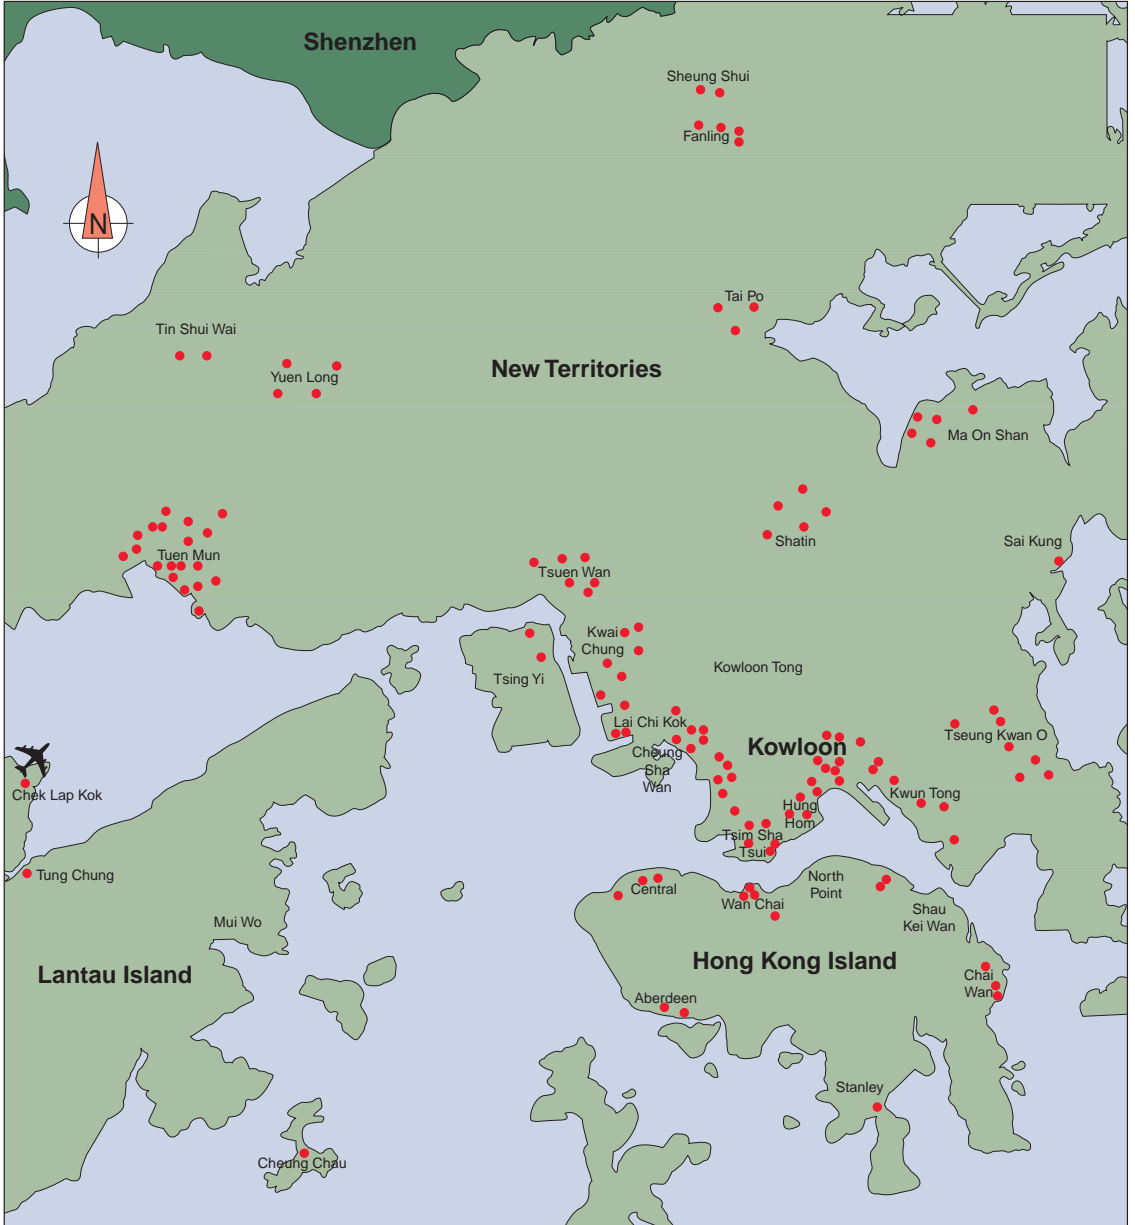 Shenzhen
Sheung Shui
Fanling
N
Tai Po
Tin Shui Wai
New Territories
Yuen Long
Ma On Shan
Shatin
Sai Kung
Tuen Mun
Tsuen Wan
Kwai
Chung
Kowloon Tong
Tsing Yi
Lai Chi Kok
Tseung Kwan O
Kowloon
Cheung
Sha
Wan
Chek Lap Kok
Kwun Tong
Hung
Hom
Tsim Sha
Tsui
Tung Chung
Central
Wan Chai
North
Point
Shau
Kei Wan
Mui Wo
Lantau Island
Hong Kong Island
Chai
Wan
Aberdeen
Stanley
Cheung Chau